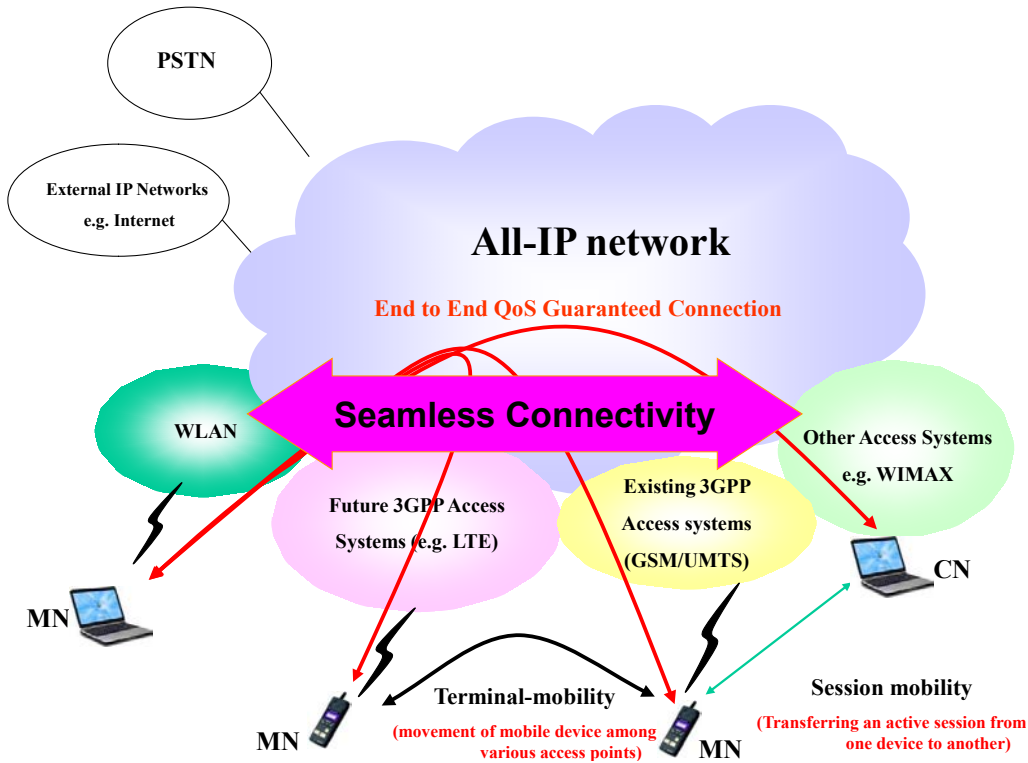 PSTN
External IP Networks
e.g. Internet
All-IP network
End to End QoS Guaranteed Connection
Seamless Connectivity
WLAN
Other Access Systems
e.g. WIMAX
Future 3GPP Access
Systems (e.g. LTE)
Existing 3GPP
Access systems
(GSM/UMTS)
MN
CN
MN
Terminal-mobility
(movement of mobile device among
various access points)
MN
Session mobility
(Transferring an active session from
one device to another)